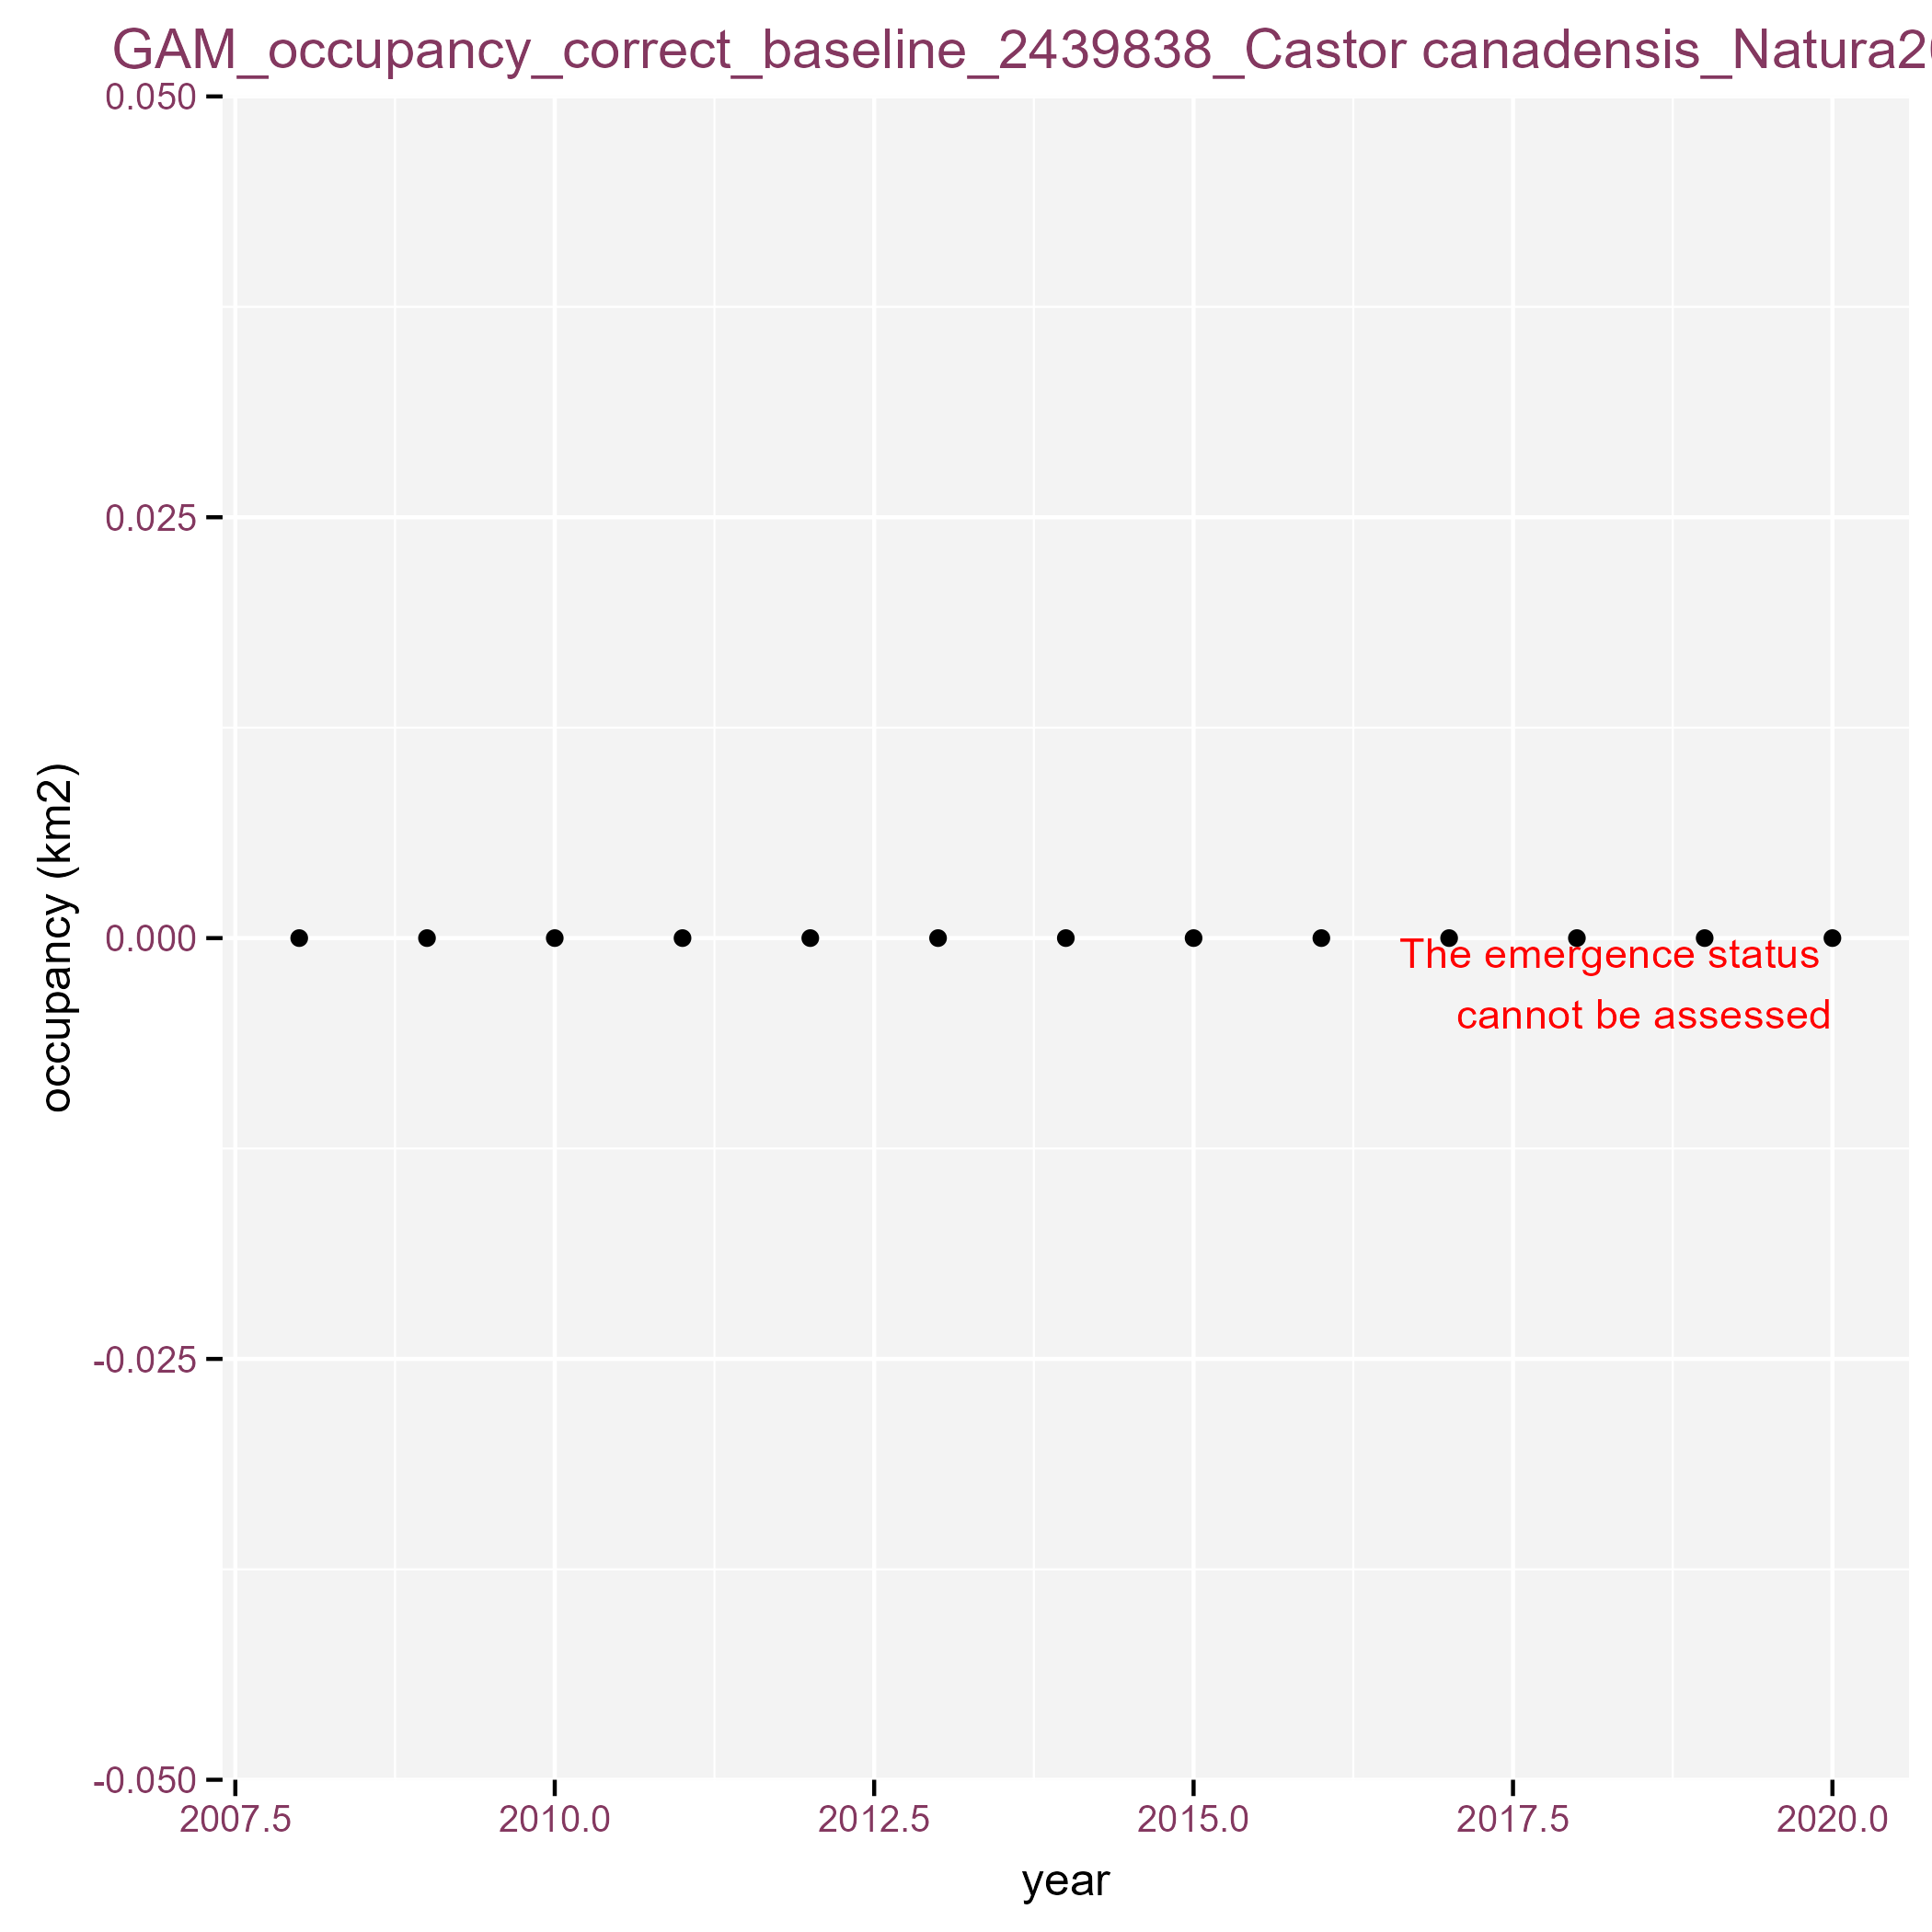 GAM_occupancy_correct_baseline_2439838_Castor canadensis_Natura2
0.050
0.025
0.000
-0.025
-0.050
occupancy (km2)
The emergence status
cannot be assessed
2007.5 2010.0 2012.5 2015.0 2017.5 2020.0
year